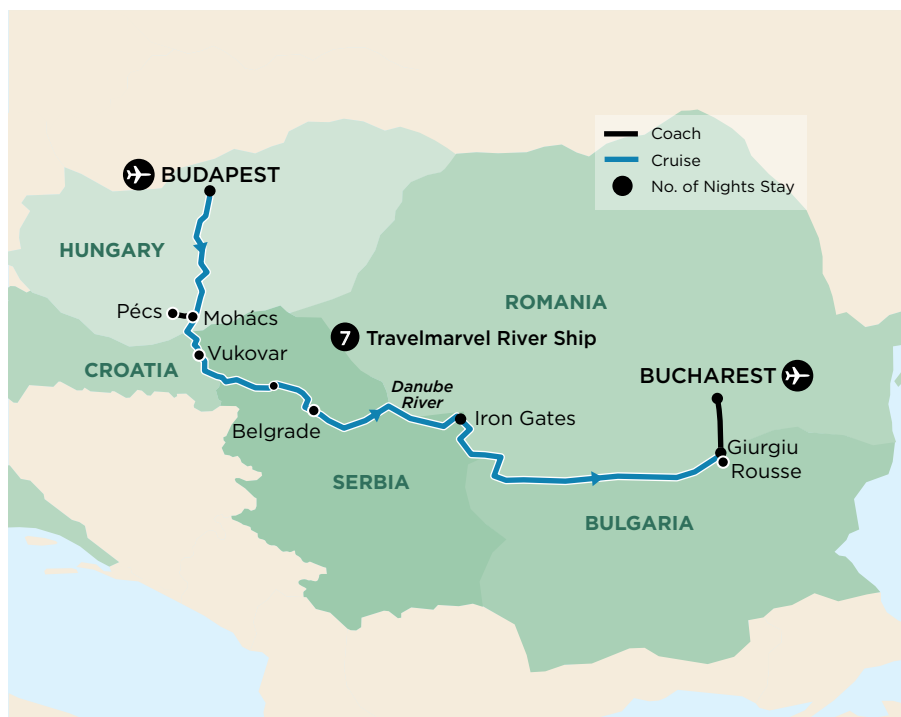 Coach
Cruise
No. of Nights Stay
BUDAPEST
HUNGARY
Pécs
Mohács
ROMANIA
7 Travelmarvel River Ship
Vukovar
CROATIA
BUCHAREST
Danube
River
Belgrade
Iron Gates
Giurgiu
Rousse
SERBIA
BULGARIA